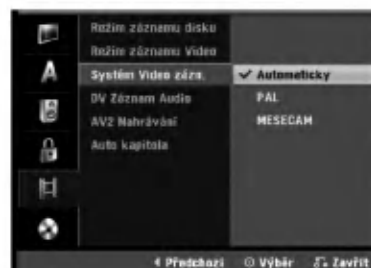 Režim záznamu disku
Režim záznamu Video
Systém Video zázn.
✔ Automaticky
DV Záznam Audio
PAL
AV2 Nahrávání
MESECAM
Auto kapitola
Předchozí
Výběr
Zavřít